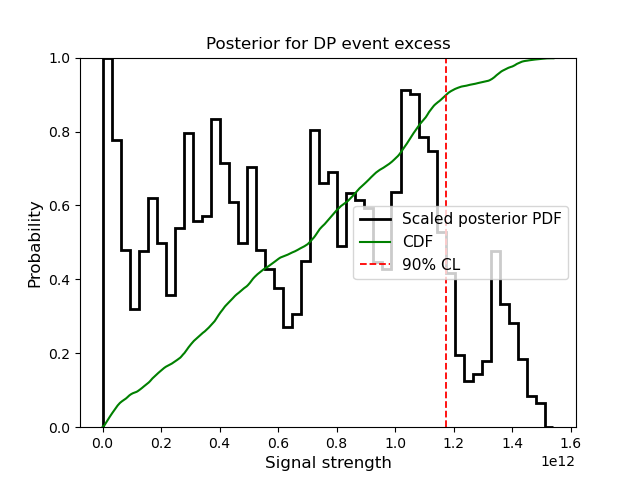 Posterior for DP event excess
Probability
1.0
0.8
0.6
0.4
0.2
0.0
Scaled posterior PDF
CDF
90% CL
0.0 0.2 0.4 0.6 0.8 1.0 1.2 1.4 1.6
1e12
Signal strength